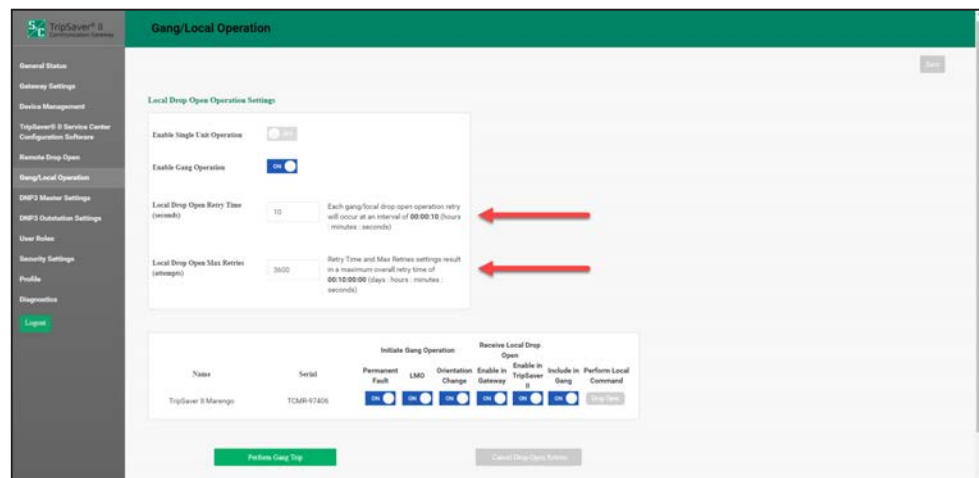 TripSaver® II
Communication Gateway
Gang/Local Operation
General Status
Gateway Settings
Device Management
TripSaver® II Service Center
Configuration Software
Remote Drop Open
Gang/Local Operation
DNP3 Master Settings
DNP3 Outstation Settings
User Roles
Security Settings
Profile
Diagnostics
Logout
Save
Local Drop Open Operation Settings
Enable Single Unit Operation
OFF
Enable Gang Operation
ON
Local Drop Open Retry Time
(seconds)
10
Each gang/local drop open operation retry
will occur at an interval of 00:00:10 (hours
: minutes : seconds)
Local Drop Open Max Retries
(attempts)
3600
Retry Time and Max Retries settings result
in a maximum overall retry time of
00:10:00:00 (days : hours : minutes :
seconds)
Initiate Gang Operation
Receive Local Drop
Open
Name
Serial
Permanent
Fault
LMO
Orientation
Change
Enable in
Gateway
Enable in
TripSaver
II
Include in
Gang
Perform Local
Command
TripSaver II Marengo
TCMR-97406
ON
ON
ON
ON
ON
ON
Drop Open
Perform Gang Trip
Cancel Drop Open Retries